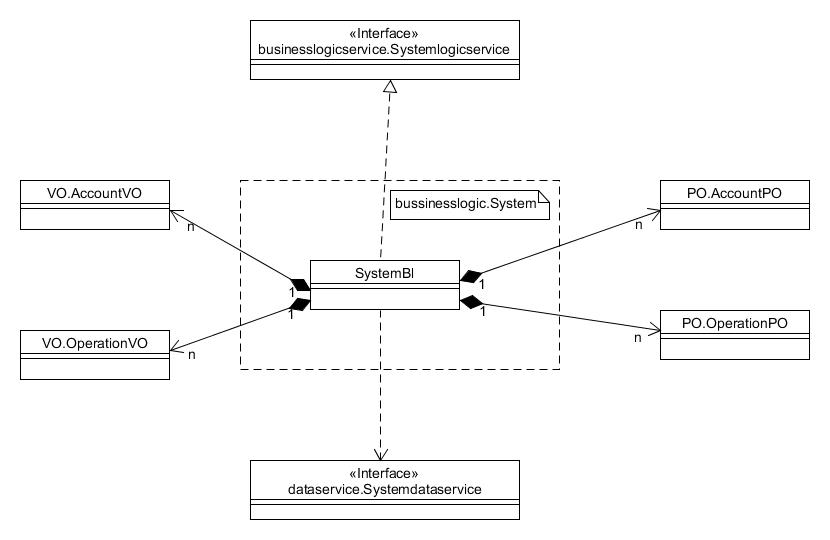 «Interface»
businesslogicservice.Systemlogicservice
VO.AccountVO
bussinesslogic.System
PO.AccountPO
n
n
SystemBl
1
1
1
1
VO.OperationVO
n
PO.OperationPO
n
«Interface»
dataservice.Systemdataservice